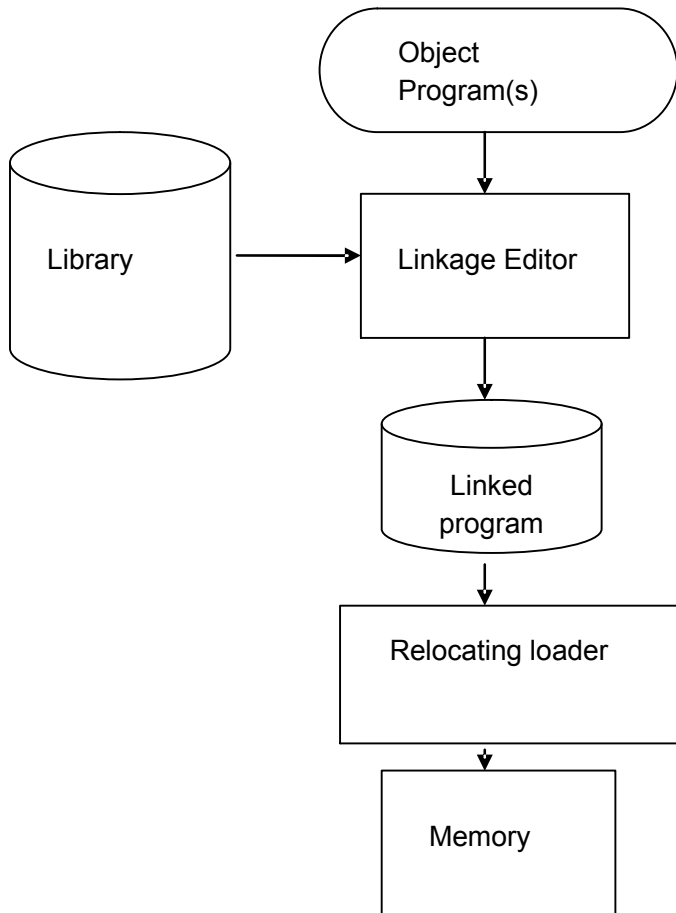 Object
Program(s)
Library
Linkage Editor
Linked
program
Relocating loader
Memory